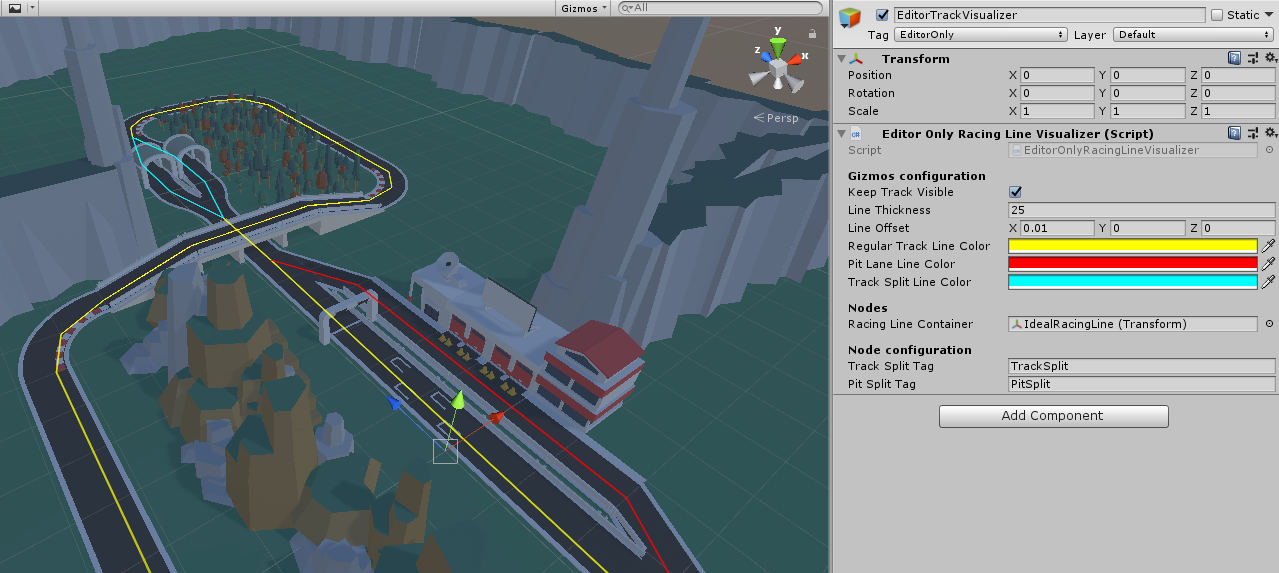 Gizmos All
EditorTrackVisualizer Static
Tag EditorOnly Layer Default
y
z x
Persp
Transform
Position X 0 Y 0 Z 0
Rotation X 0 Y 0 Z 0
Scale X 1 Y 1 Z 1
Editor Only Racing Line Visualizer (Script)
Script EditorOnlyRacingLineVisualizer
Gizmos configuration
Keep Track Visible
Line Thickness 25
Line Offset X 0.01 Y 0 Z 0
Regular Track Line Color
Pit Lane Line Color
Track Split Line Color
Nodes
Racing Line Container IdealRacingLine (Transform)
Node configuration
Track Split Tag TrackSplit
Pit Split Tag PitSplit
Add Component